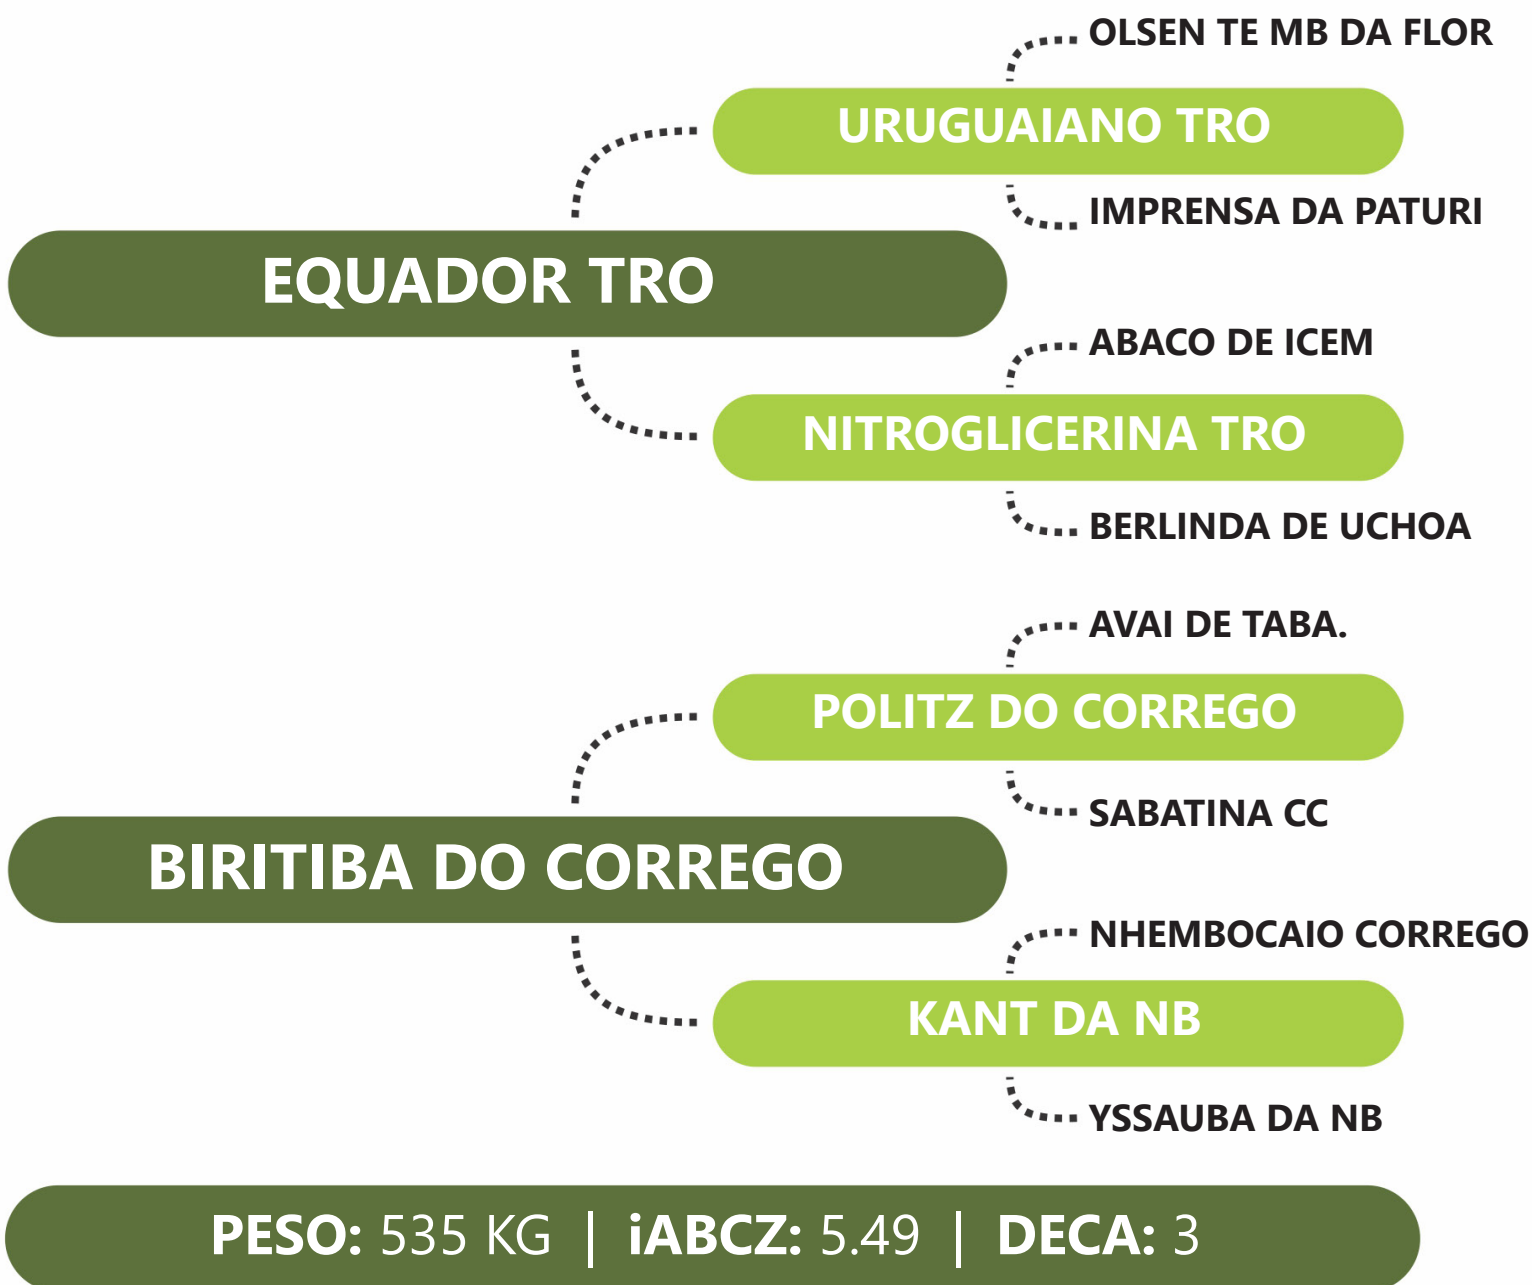 OLSEN TE MB DA FLOR
URUGUAIANO TRO
IMPRENSA DA PATURI
EQUADOR TRO
ABACO DE ICEM
NITROGLICERINA TRO
BERLINDA DE UCHOA
AVAI DE TABA.
POLITZ DO CORREGO
SABATINA CC
BIRITIBA DO CORREGO
NHEMBOCAIO CORREGO
KANT DA NB
YSSAUBA DA NB
PESO: 535 KG | iABCZ: 5.49 | DECA: 3